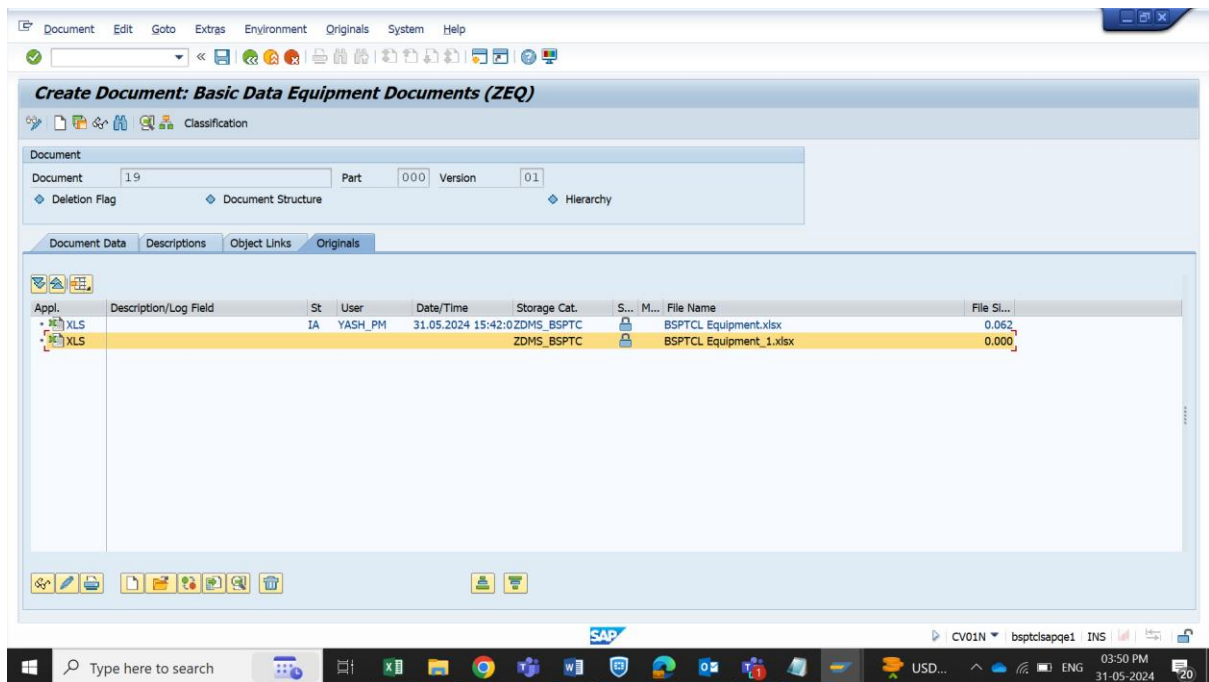 Document Edit Goto Extras Environment Originals System Help
Create Document: Basic Data Equipment Documents (ZEQ)
Classification
Document
Document 19 Part 000 Version 01
Deletion Flag Document Structure Hierarchy
Document Data Descriptions Object Links Originals
Appl. Description/Log Field St User Date/Time Storage Cat. S... M... File Name File Si...
XLS IA YASH_PM 31.05.2024 15:42:0 ZDMS_BSPTC BSPTCL Equipment.xlsx 0.062
XLS ZDMS_BSPTC BSPTCL Equipment_1.xlsx 0.000
SAP CV01N bsptclsapqe1 INS
Type here to search USD... ENG 03:50 PM
31-05-2024 20